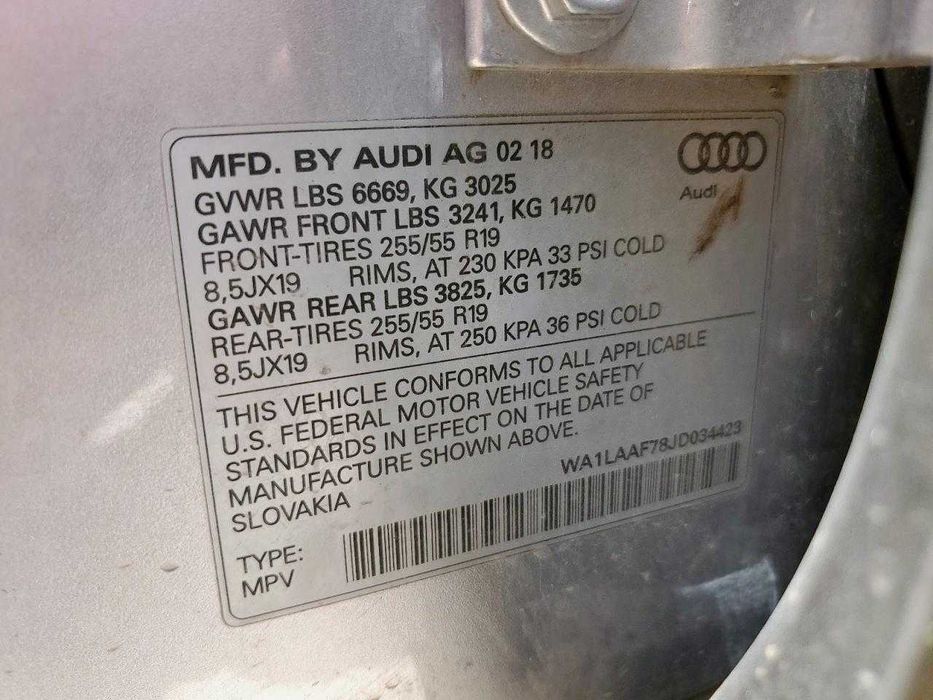 MFD. BY AUDI AG 02 18
Audi
GVWR LBS 6669, KG 3025
GAWR FRONT LBS 3241, KG 1470
FRONT-TIRES 255/55 R19
8,5JX19 RIMS, AT 230 KPA 33 PSI COLD
GAWR REAR LBS 3825, KG 1735
REAR-TIRES 255/55 R19
8,5JX19 RIMS, AT 250 KPA 36 PSI COLD
THIS VEHICLE CONFORMS TO ALL APPLICABLE
U.S. FEDERAL MOTOR VEHICLE SAFETY
STANDARDS IN EFFECT ON THE DATE OF
MANUFACTURE SHOWN ABOVE.
SLOVAKIA
WA1LAAF78JD034423
TYPE:
MPV